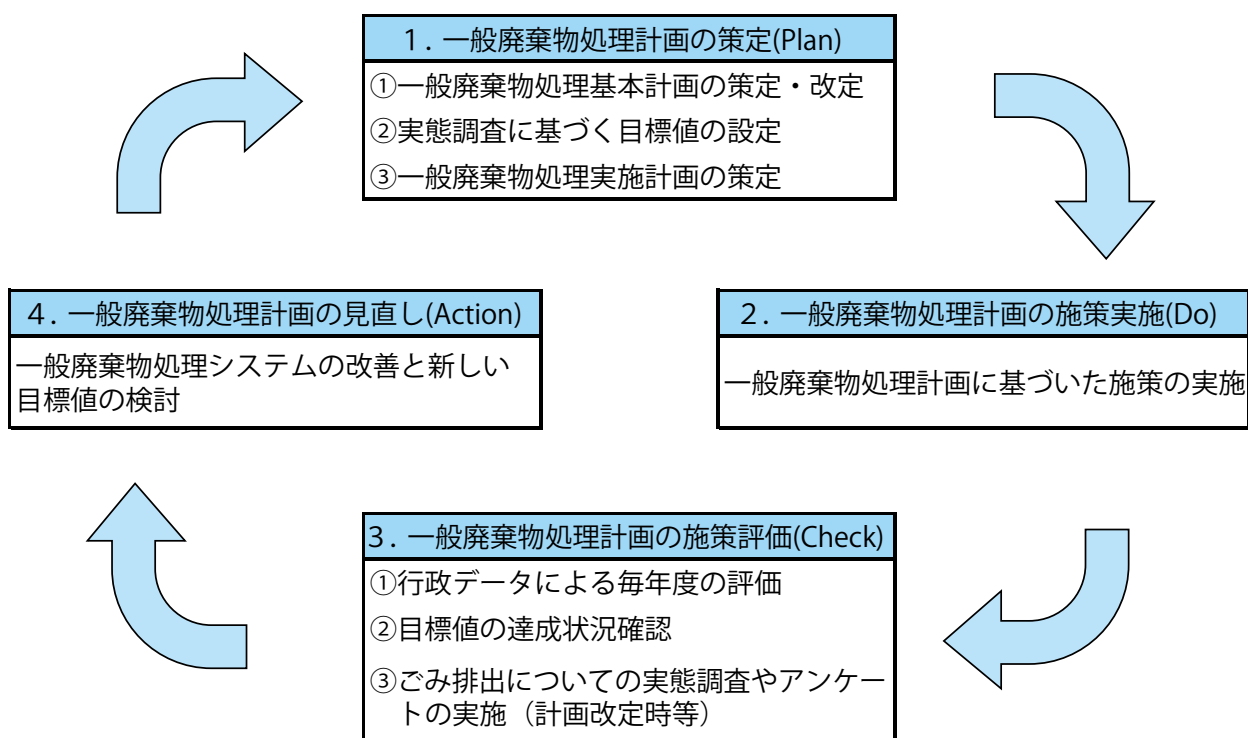 1．一般廃棄物処理計画の策定(Plan)
①一般廃棄物処理基本計画の策定・改定
②実態調査に基づく目標値の設定
③一般廃棄物処理実施計画の策定
2．一般廃棄物処理計画の施策実施(Do)
一般廃棄物処理計画に基づいた施策の実施
3．一般廃棄物処理計画の施策評価(Check)
①行政データによる毎年度の評価
②目標値の達成状況確認
③ごみ排出についての実態調査やアンケー
トの実施（計画改定時等）
4．一般廃棄物処理計画の見直し(Action)
一般廃棄物処理システムの改善と新しい
目標値の検討